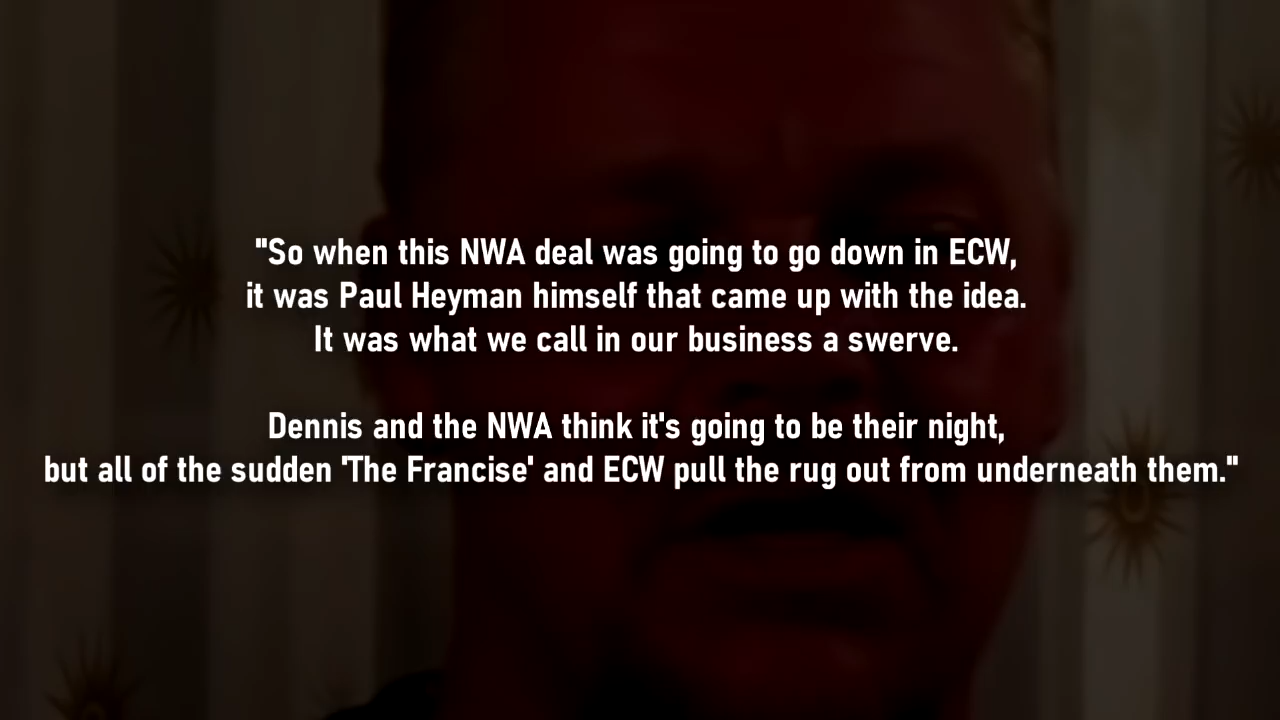 "So when this NWA deal was going to go down in ECW,
it was Paul Heyman himself that came up with the idea.
It was what we call in our business a swerve.
Dennis and the NWA think it's going to be their night,
but all of the sudden 'The Francise' and ECW pull the rug out from underneath them."